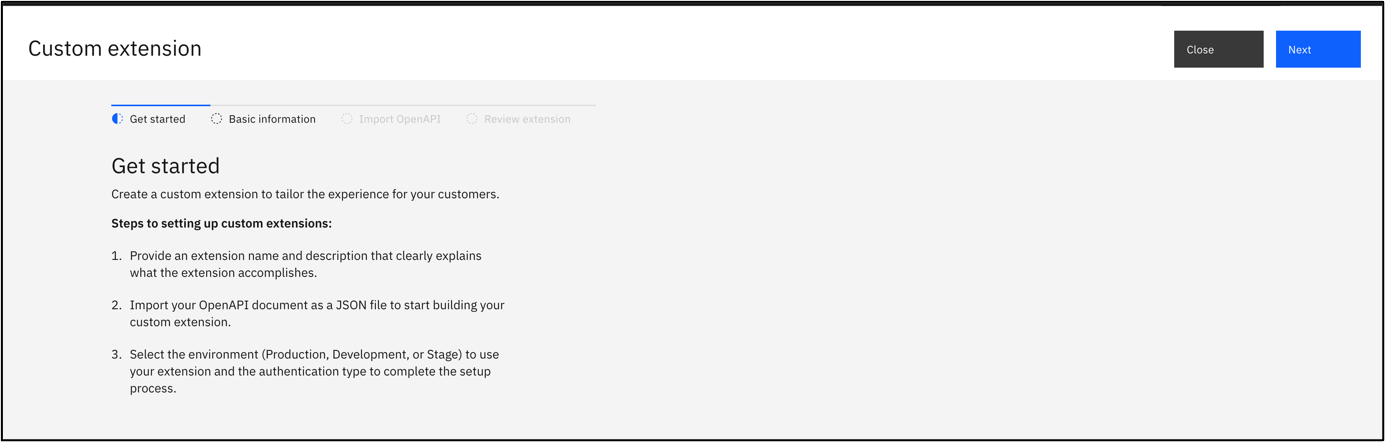 Custom extension
Close
Next
Get started
Basic information
Import OpenAPI
Review extension
Get started
Create a custom extension to tailor the experience for your customers.
Steps to setting up custom extensions:
1. Provide an extension name and description that clearly explains
what the extension accomplishes.
2. Import your OpenAPI document as a JSON file to start building your
custom extension.
3. Select the environment (Production, Development, or Stage) to use
your extension and the authentication type to complete the setup
process.